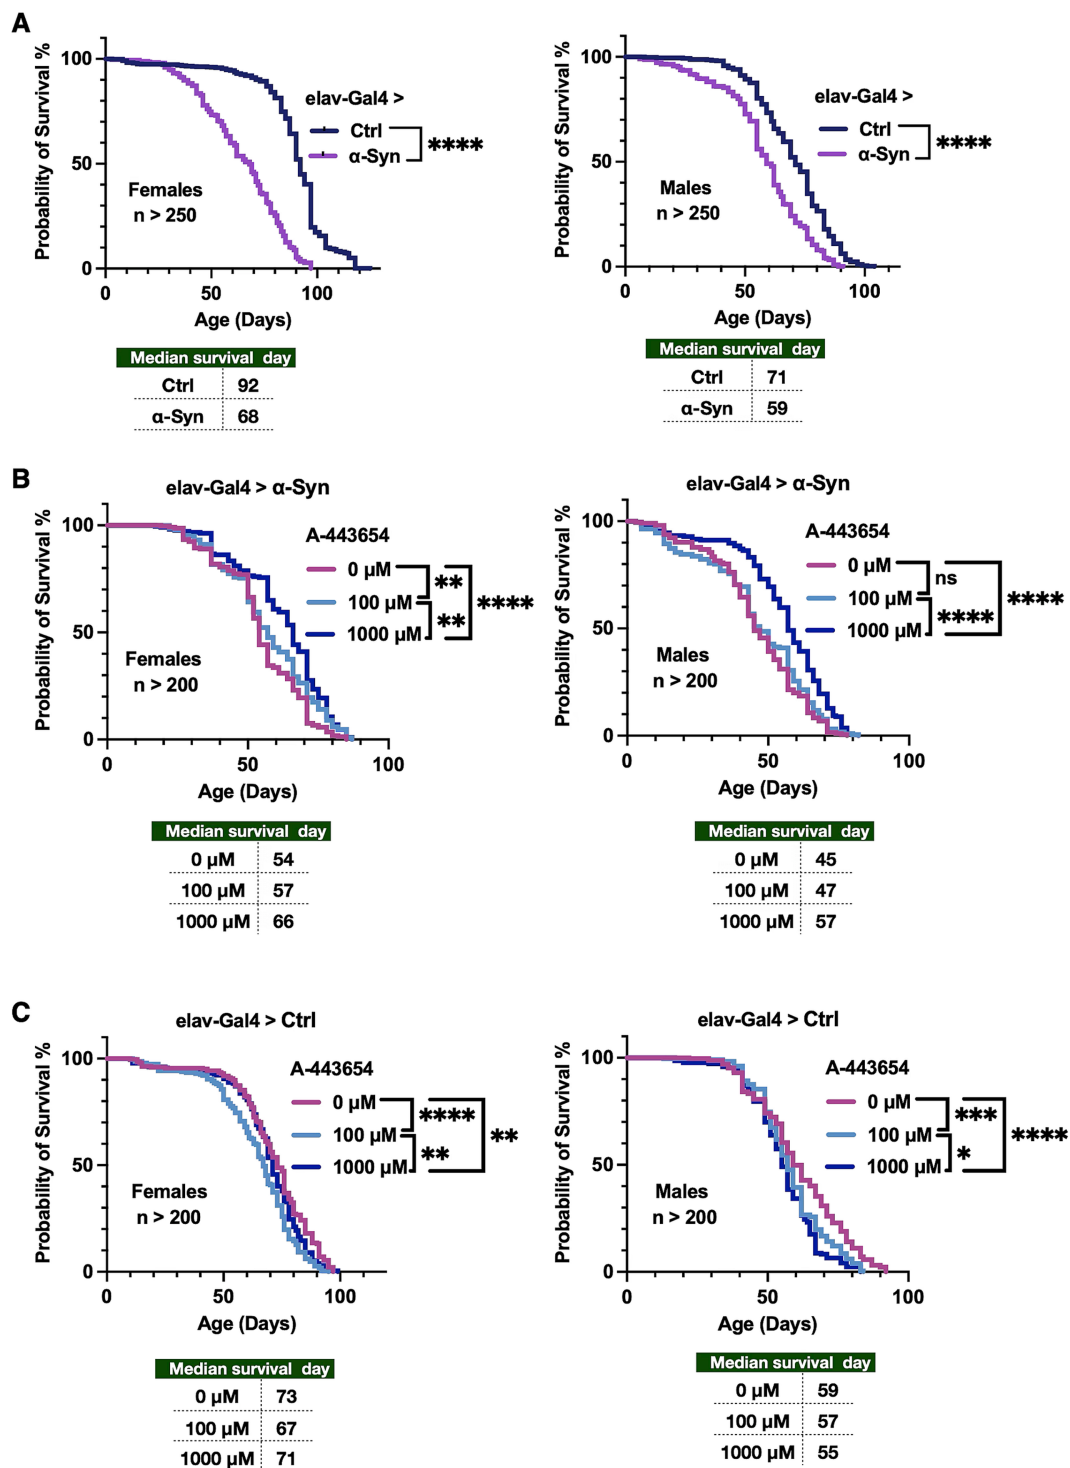 A
Probability of Survival %
100
50
0
0 50 100
Age (Days)
elav-Gal4 >
Ctrl
α-Syn
****
Females
n > 250
Median survival day
Ctrl 92
α-Syn 68
Probability of Survival %
100
50
0
0 50 100
Age (Days)
elav-Gal4 >
Ctrl
α-Syn
****
Males
n > 250
Median survival day
Ctrl 71
α-Syn 59
B
elav-Gal4 > α-Syn
Probability of Survival %
100
50
0
0 50 100
Age (Days)
A-443654
0 µM
100 µM
1000 µM
**
**
****
Females
n > 200
Median survival day
0 µM 54
100 µM 57
1000 µM 66
elav-Gal4 > α-Syn
Probability of Survival %
100
50
0
0 50 100
Age (Days)
A-443654
0 µM
100 µM
1000 µM
ns
****
****
Males
n > 200
Median survival day
0 µM 45
100 µM 47
1000 µM 57
C
elav-Gal4 > Ctrl
Probability of Survival %
100
50
0
0 50 100
Age (Days)
A-443654
0 µM
100 µM
1000 µM
****
**
**
Females
n > 200
Median survival day
0 µM 73
100 µM 67
1000 µM 71
elav-Gal4 > Ctrl
Probability of Survival %
100
50
0
0 50 100
Age (Days)
A-443654
0 µM
100 µM
1000 µM
***
*
****
Males
n > 200
Median survival day
0 µM 59
100 µM 57
1000 µM 55